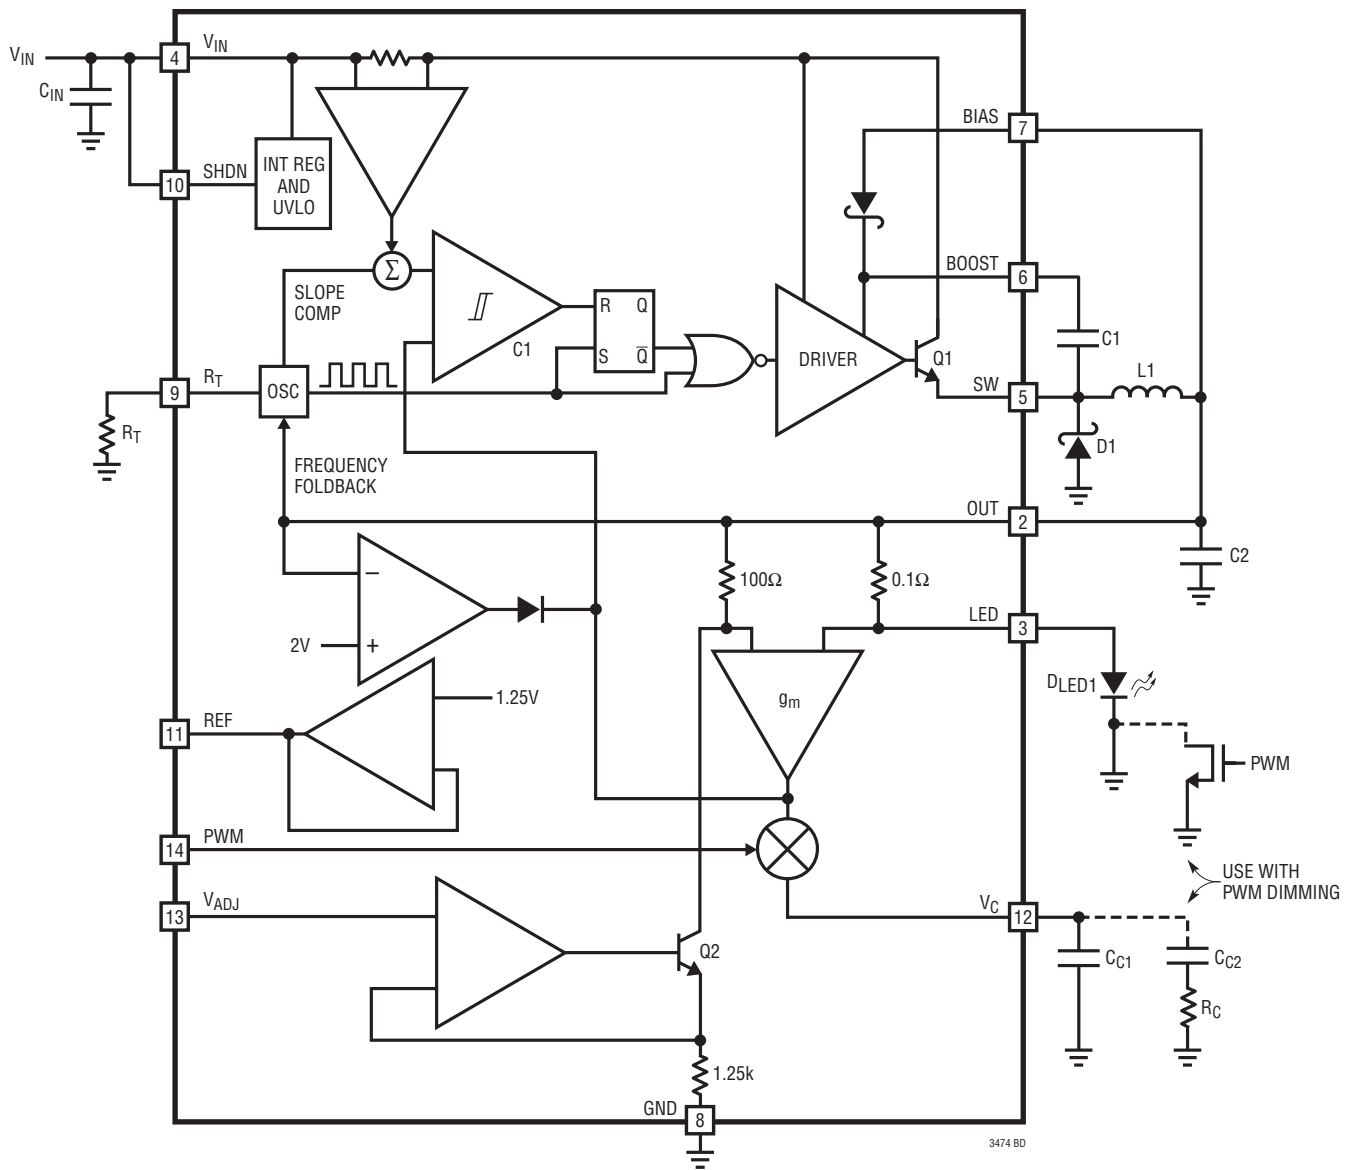 VIN
4
VIN
CIN
10
SHDN
INT REG
AND
UVLO
BIAS
7
Σ
SLOPE
COMP
C1
R
Q
S
Q̅
DRIVER
BOOST
6
C1
Q1
SW
5
L1
D1
9
RT
RT
OSC
FREQUENCY
FOLDBACK
OUT
2
C2
100Ω
0.1Ω
LED
3
−
2V
+
gm
DLED1
11
REF
1.25V
PWM
14
PWM
USE WITH
PWM DIMMING
13
VADJ
VC
12
Q2
CC1
CC2
RC
1.25k
GND
8
3474 BD